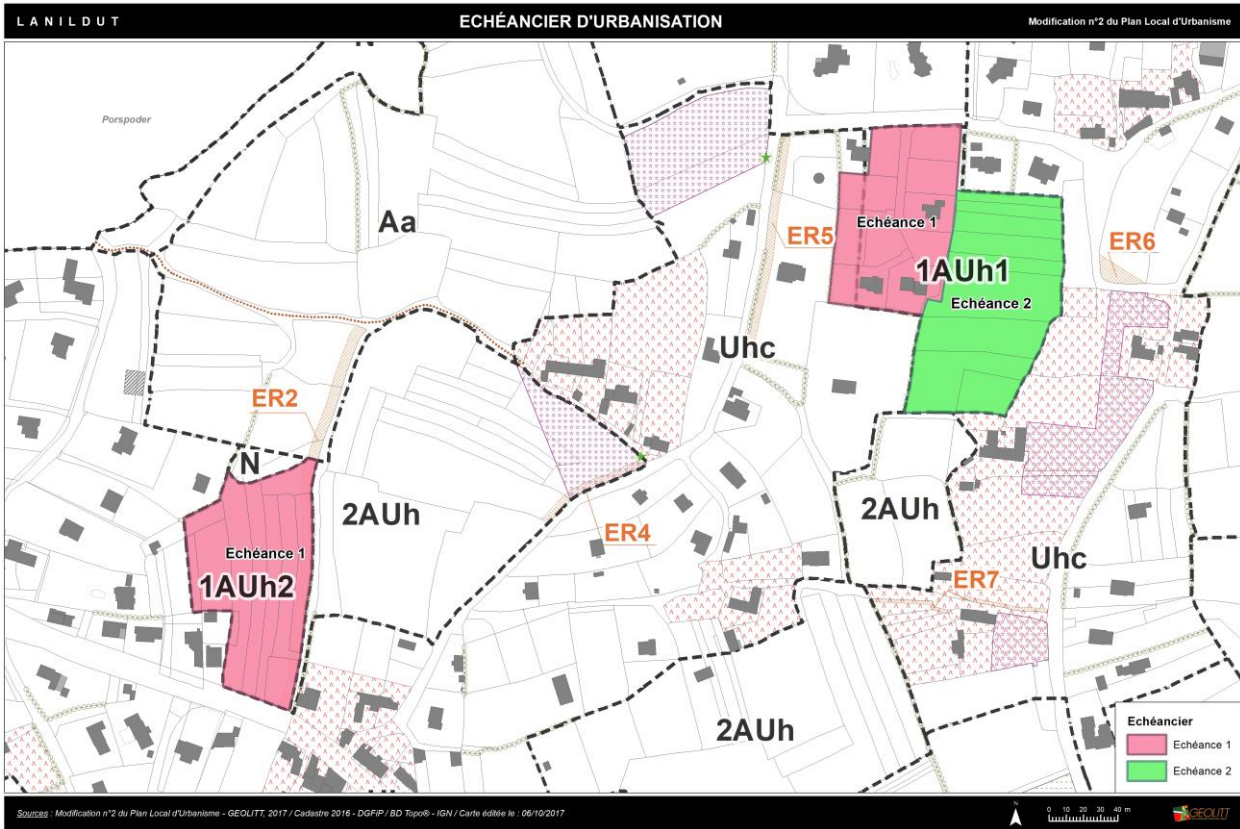 LANILDUT
ECHÉANCIER D'URBANISATION
Modification n°2 du Plan Local d'Urbanisme
Porspoder
Aa
Echéance 1
ER5
ER6
1AUh1
Echéance 2
Uhc
ER2
N
2AUh
ER4
2AUh
Echéance 1
1AUh2
Uhc
ER7
2AUh
Echéancier
Echéance 1
Echéance 2
Sources : Modification n°2 du Plan Local d'Urbanisme - GEOLITT, 2017 / Cadastre 2016 - DGFiP / BD Topo® - IGN / Carte éditée le : 06/10/2017
N
0 10 20 30 40 m
GEOLITT